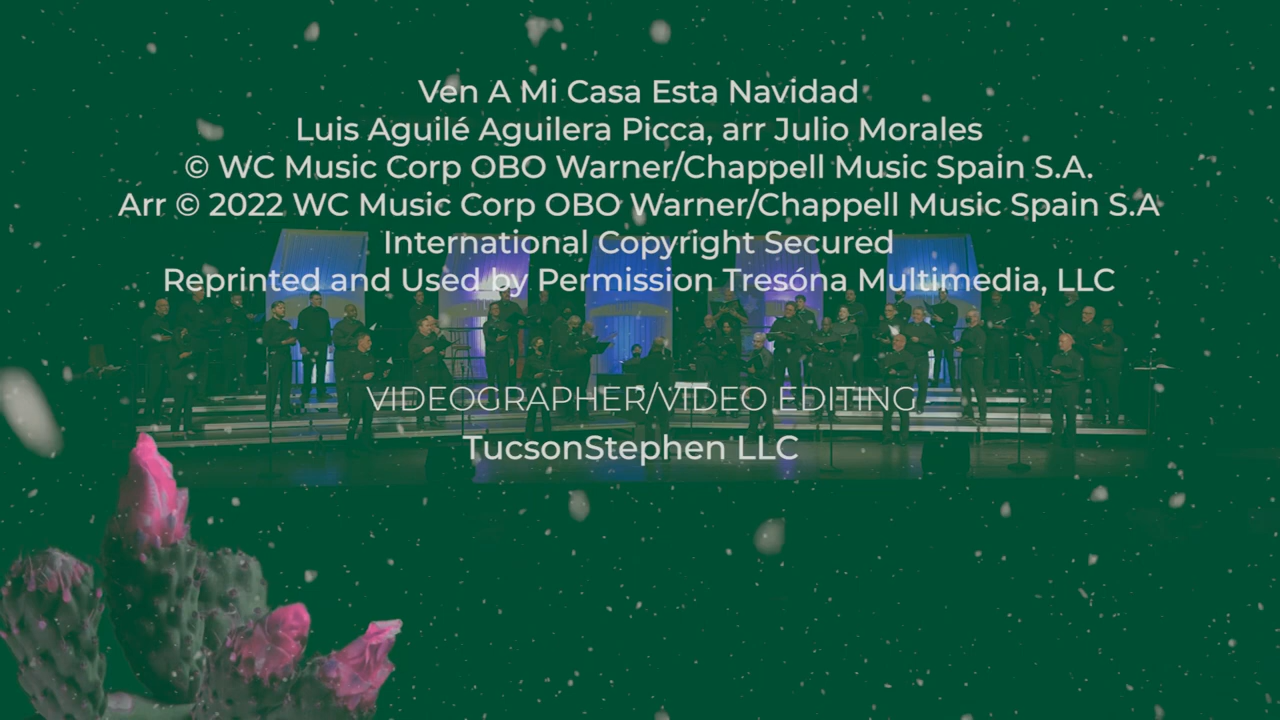 Ven A Mi Casa Esta Navidad
Luis Aguilé Aguilera Picca, arr Julio Morales
© WC Music Corp OBO Warner/Chappell Music Spain S.A.
Arr © 2022 WC Music Corp OBO Warner/Chappell Music Spain S.A
International Copyright Secured
Reprinted and Used by Permission Tresóna Multimedia, LLC
VIDEOGRAPHER/VIDEO EDITING
TucsonStephen LLC